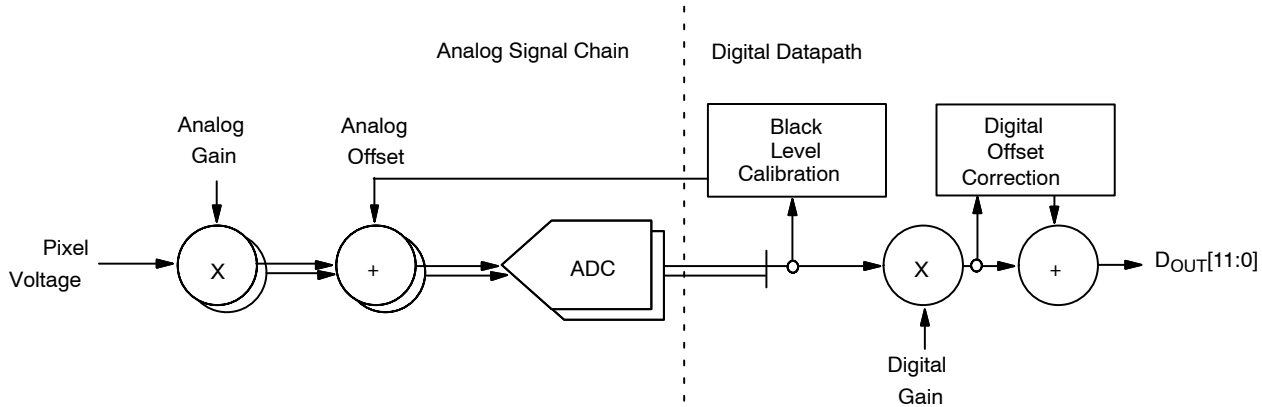 Analog Signal Chain
Digital Datapath
Analog
Gain
Analog
Offset
Black
Level
Calibration
Digital
Offset
Correction
Pixel
Voltage
X
+
ADC
X
+
D_OUT[11:0]
Digital
Gain